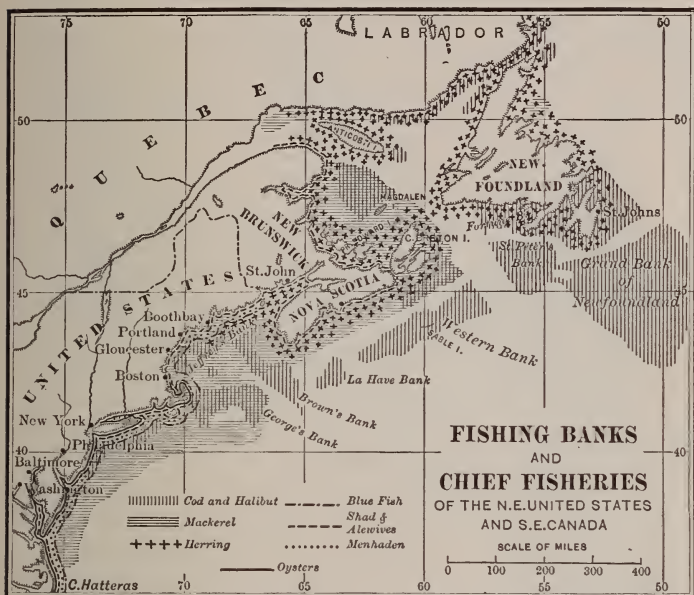 75
70
65
60
55
50
LABRADOR
QUEBEC
50
50
ANTICOSTI I.
NEW
FOUNDLAND
MAGDALEN
St. Johns
NEW
BRUNSWICK
C. BRETON I.
St. Peter's
Bank
Grand Bank
of
Newfoundland
St. John
45
45
UNITED STATES
NOVA SCOTIA
Boothbay
Portland
Gloucester
Boston
Western Bank
SABLE I.
La Have Bank
Brown's Bank
George's Bank
New York
Philadelphia
40
40
Baltimore
Washington
FISHING BANKS
AND
CHIEF FISHERIES
OF THE N.E. UNITED STATES
AND S.E. CANADA
SCALE OF MILES
0 100 200 300 400
Cod and Halibut
Blue Fish
Mackerel
Shad &
Alewives
Herring
Menhaden
Oysters
C. Hatteras
70
65
60
55